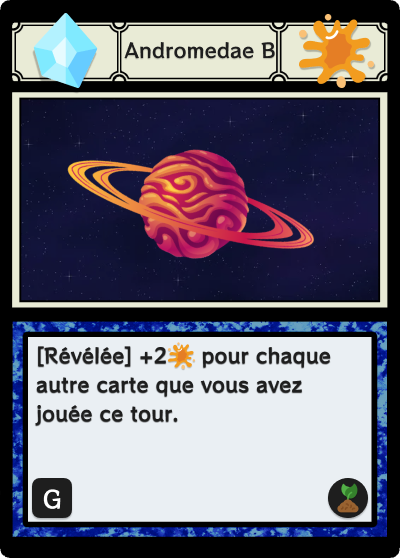 Andromedae B
[Révélée] +2 pour chaque
autre carte que vous avez
jouée ce tour.
G